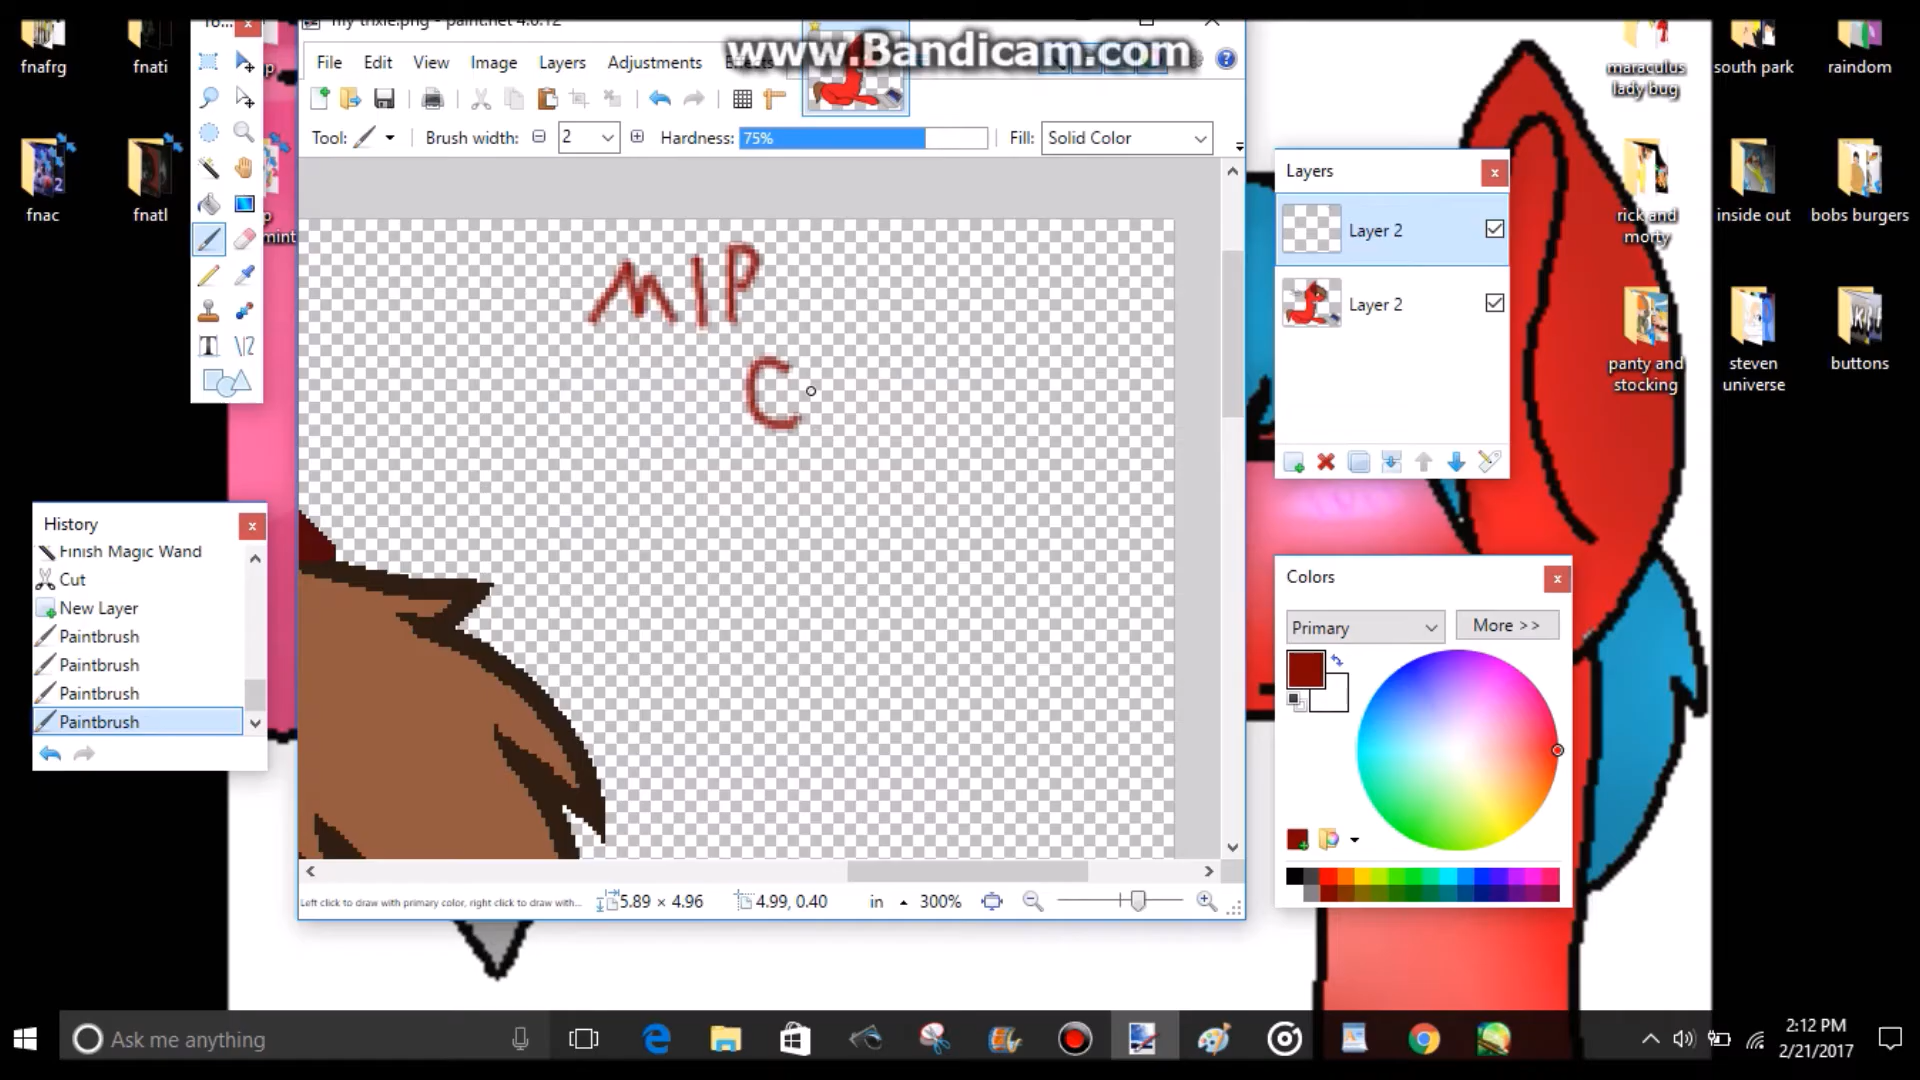 my trixie.png - paint.net 4.0.12
www.Bandicam.com
To...
File Edit View Image Layers Adjustments Effects
Tool: Brush width: 2 Hardness: 75% Fill: Solid Color
MIP
C
fnafrg
fnati
fnac
fnatl
mint
maraculus lady bug
south park
raindom
rick and morty
inside out
bobs burgers
panty and stocking
steven universe
buttons
Layers
Layer 2
Layer 2
History
Finish Magic Wand
Cut
New Layer
Paintbrush
Paintbrush
Paintbrush
Paintbrush
Colors
Primary
More >>
Left click to draw with primary color, right click to draw with...
5.89 × 4.96
4.99, 0.40
in
300%
Ask me anything
2:12 PM
2/21/2017